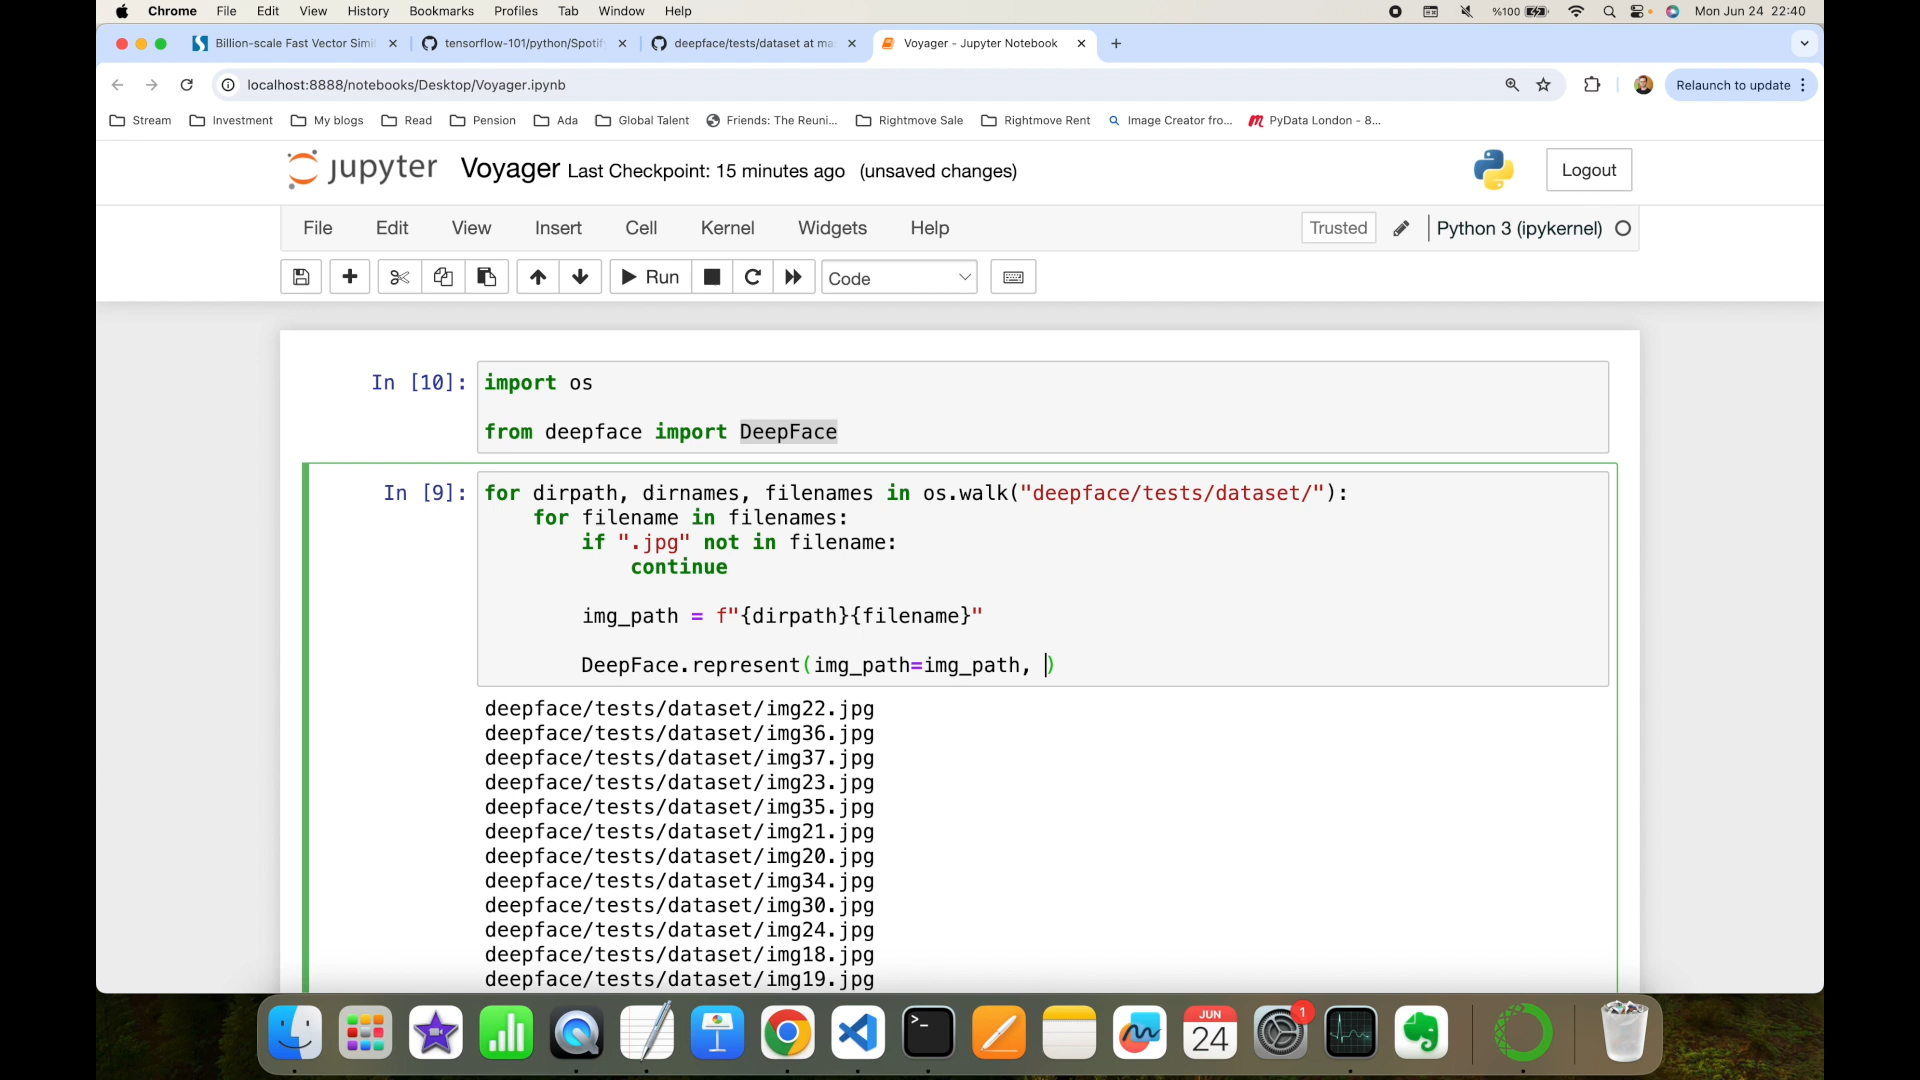 Chrome File Edit View History Bookmarks Profiles Tab Window Help %100 Mon Jun 24 22:40
Billion-scale Fast Vector Simil tensorflow-101/python/Spotify deepface/tests/dataset at ma Voyager - Jupyter Notebook
localhost:8888/notebooks/Desktop/Voyager.ipynb Relaunch to update
Stream Investment My blogs Read Pension Ada Global Talent Friends: The Reuni... Rightmove Sale Rightmove Rent Image Creator fro... PyData London - 8...
jupyter Voyager Last Checkpoint: 15 minutes ago (unsaved changes) Logout
File Edit View Insert Cell Kernel Widgets Help Trusted Python 3 (ipykernel)
Run Code
In [10]: import os
from deepface import DeepFace
In [9]: for dirpath, dirnames, filenames in os.walk("deepface/tests/dataset/"):
for filename in filenames:
if ".jpg" not in filename:
continue
img_path = f"{dirpath}{filename}"
DeepFace.represent(img_path=img_path, )
deepface/tests/dataset/img22.jpg
deepface/tests/dataset/img36.jpg
deepface/tests/dataset/img37.jpg
deepface/tests/dataset/img23.jpg
deepface/tests/dataset/img35.jpg
deepface/tests/dataset/img21.jpg
deepface/tests/dataset/img20.jpg
deepface/tests/dataset/img34.jpg
deepface/tests/dataset/img30.jpg
deepface/tests/dataset/img24.jpg
deepface/tests/dataset/img18.jpg
deepface/tests/dataset/img19.jpg
JUN
24
1